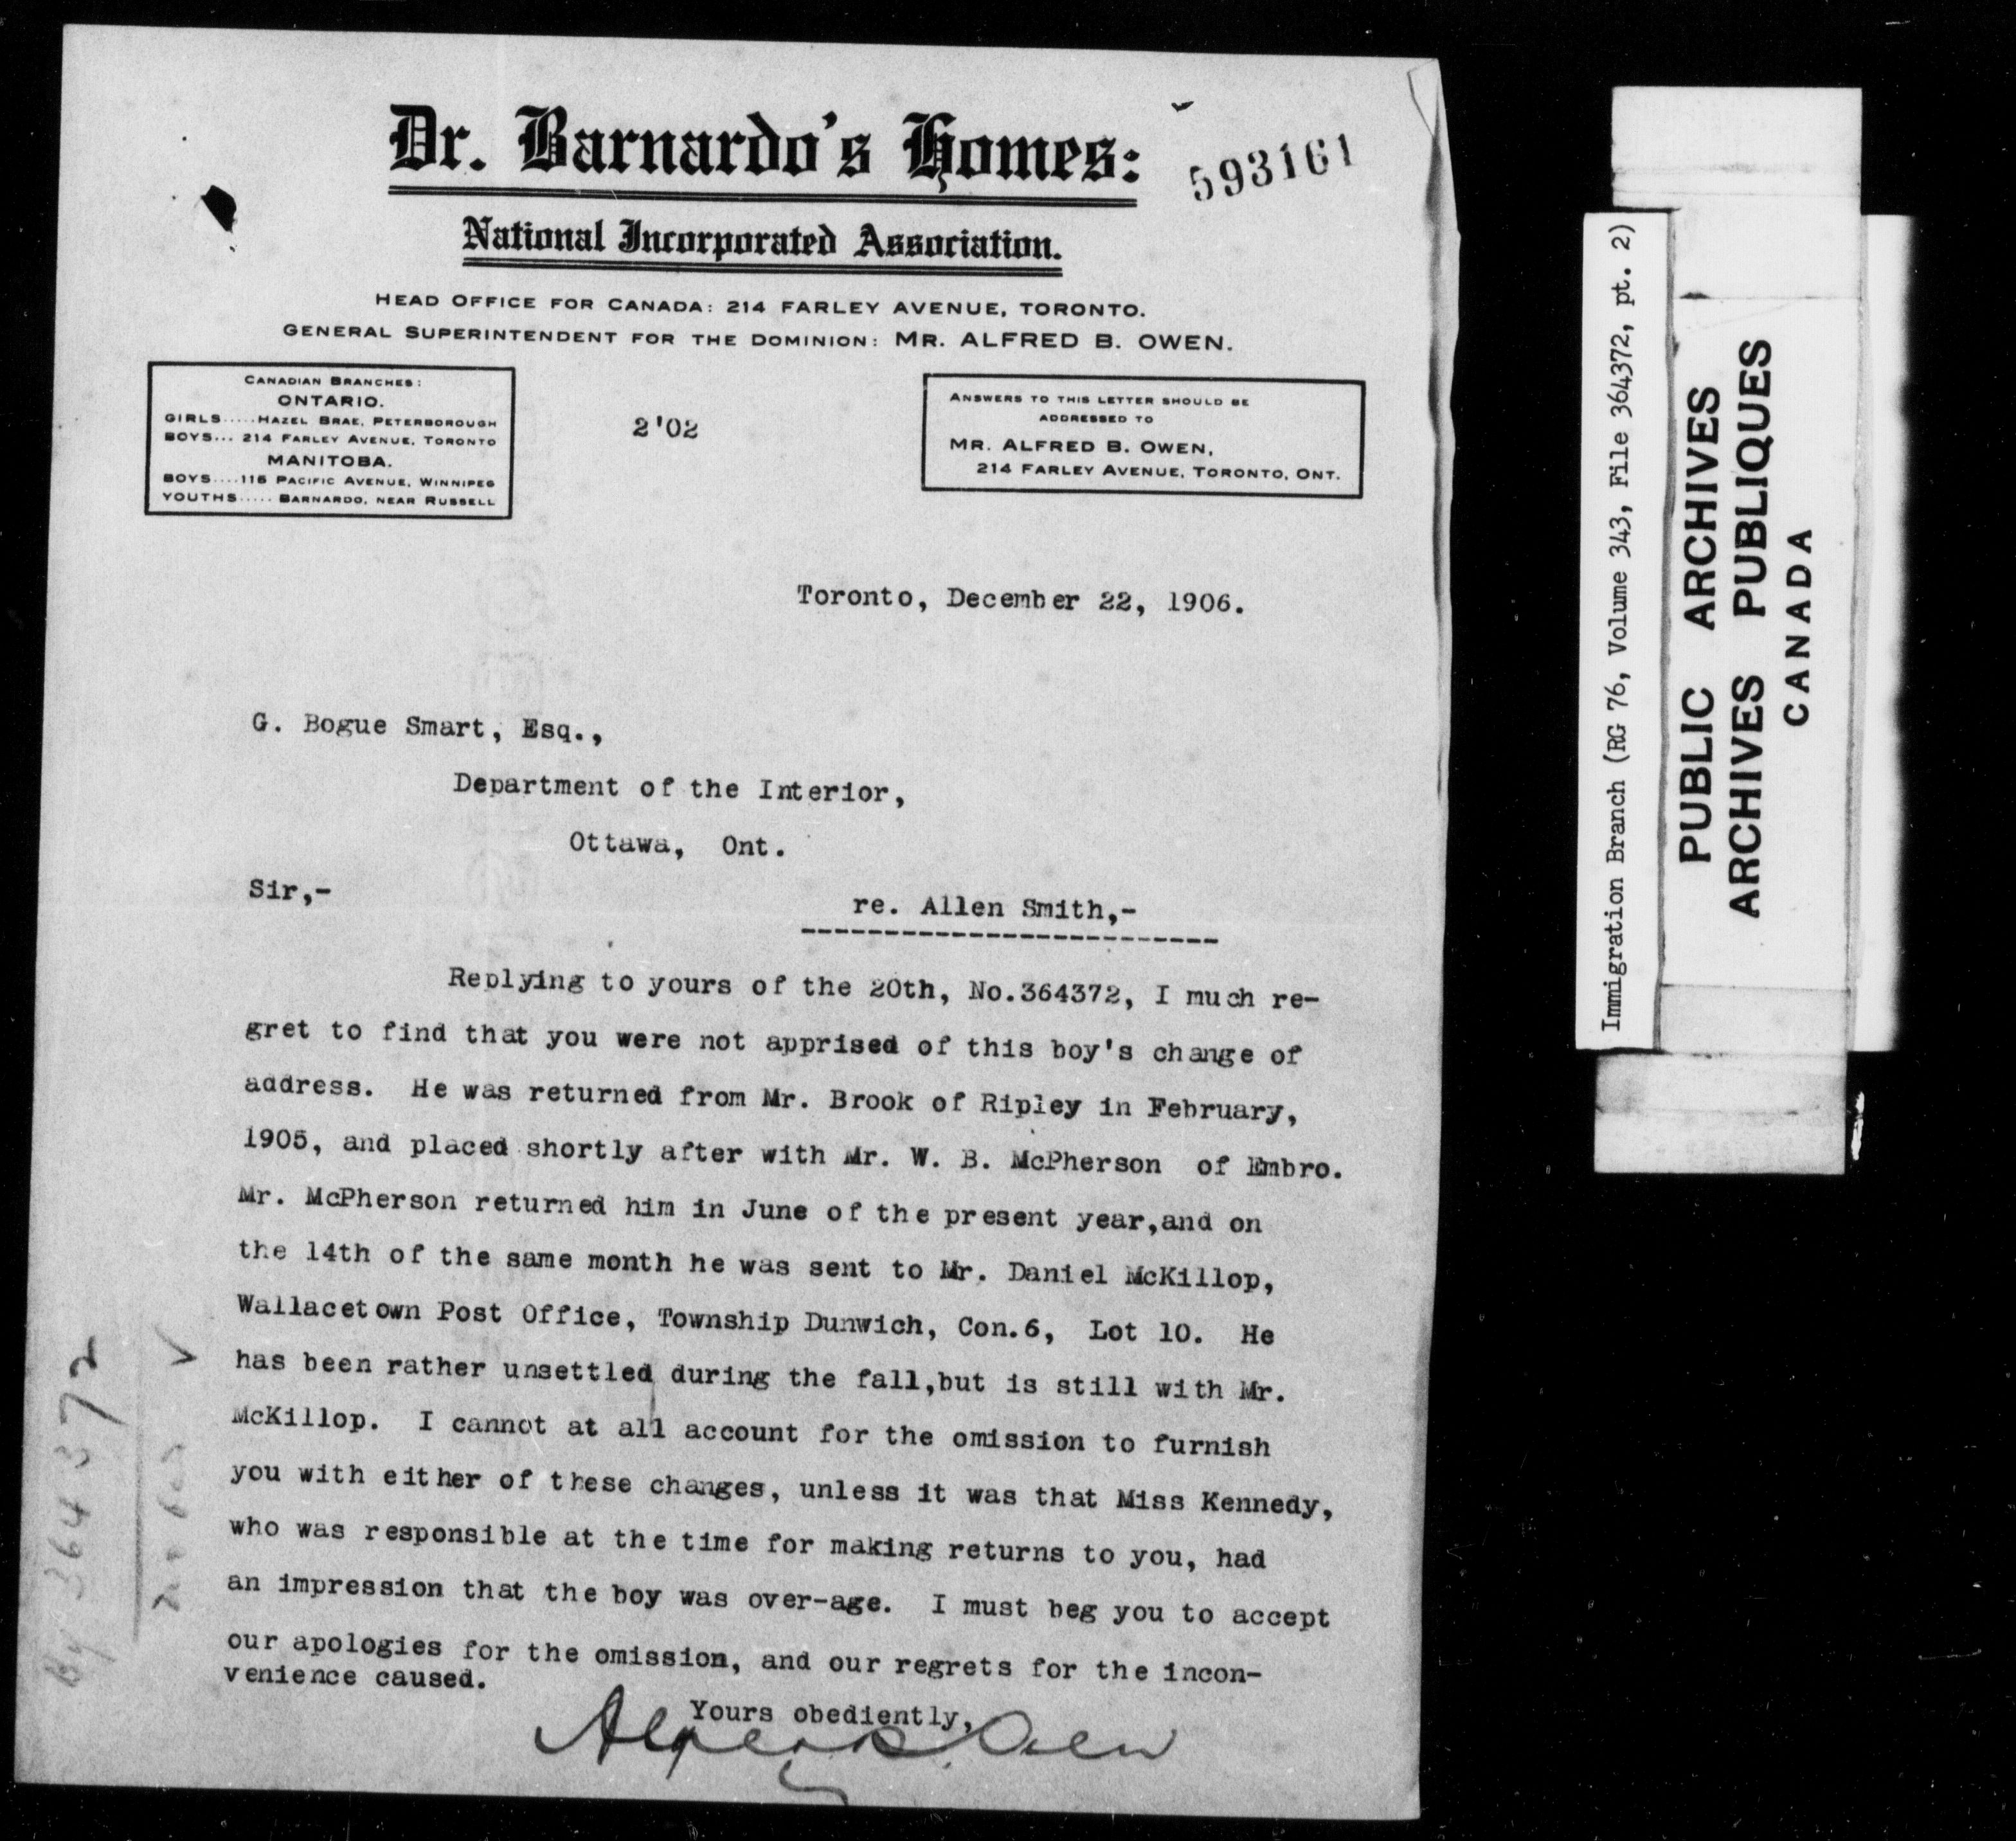 Dr. Barnardo's Homes:
593161
National Incorporated Association.
HEAD OFFICE FOR CANADA: 214 FARLEY AVENUE, TORONTO.
GENERAL SUPERINTENDENT FOR THE DOMINION: MR. ALFRED B. OWEN.
CANADIAN BRANCHES:
ONTARIO.
GIRLS.....HAZEL BRAE, PETERBOROUGH
BOYS... 214 FARLEY AVENUE, TORONTO
MANITOBA.
BOYS....115 PACIFIC AVENUE, WINNIPEG
YOUTHS..... BARNARDO, NEAR RUSSELL
2'02
ANSWERS TO THIS LETTER SHOULD BE
ADDRESSED TO
MR. ALFRED B. OWEN,
214 FARLEY AVENUE, TORONTO, ONT.
Toronto, December 22, 1906.
G. Bogue Smart, Esq.,
Department of the Interior,
Ottawa, Ont.
Sir,-
re. Allen Smith,-
Replying to yours of the 20th, No.364372, I much re-
gret to find that you were not apprised of this boy's change of
address. He was returned from Mr. Brook of Ripley in February,
1905, and placed shortly after with Mr. W. B. McPherson of Embro.
Mr. McPherson returned him in June of the present year,and on
the 14th of the same month he was sent to Mr. Daniel McKillop,
Wallacetown Post Office, Township Dunwich, Con.6, Lot 10. He
has been rather unsettled during the fall,but is still with Mr.
McKillop. I cannot at all account for the omission to furnish
you with either of these changes, unless it was that Miss Kennedy,
who was responsible at the time for making returns to you, had
an impression that the boy was over-age. I must beg you to accept
our apologies for the omission, and our regrets for the incon-
venience caused.
Yours obediently,
Alfred B. Owen
364372
Immigration Branch (RG 76, Volume 343, File 364372, pt. 2)
PUBLIC ARCHIVES
ARCHIVES PUBLIQUES
CANADA